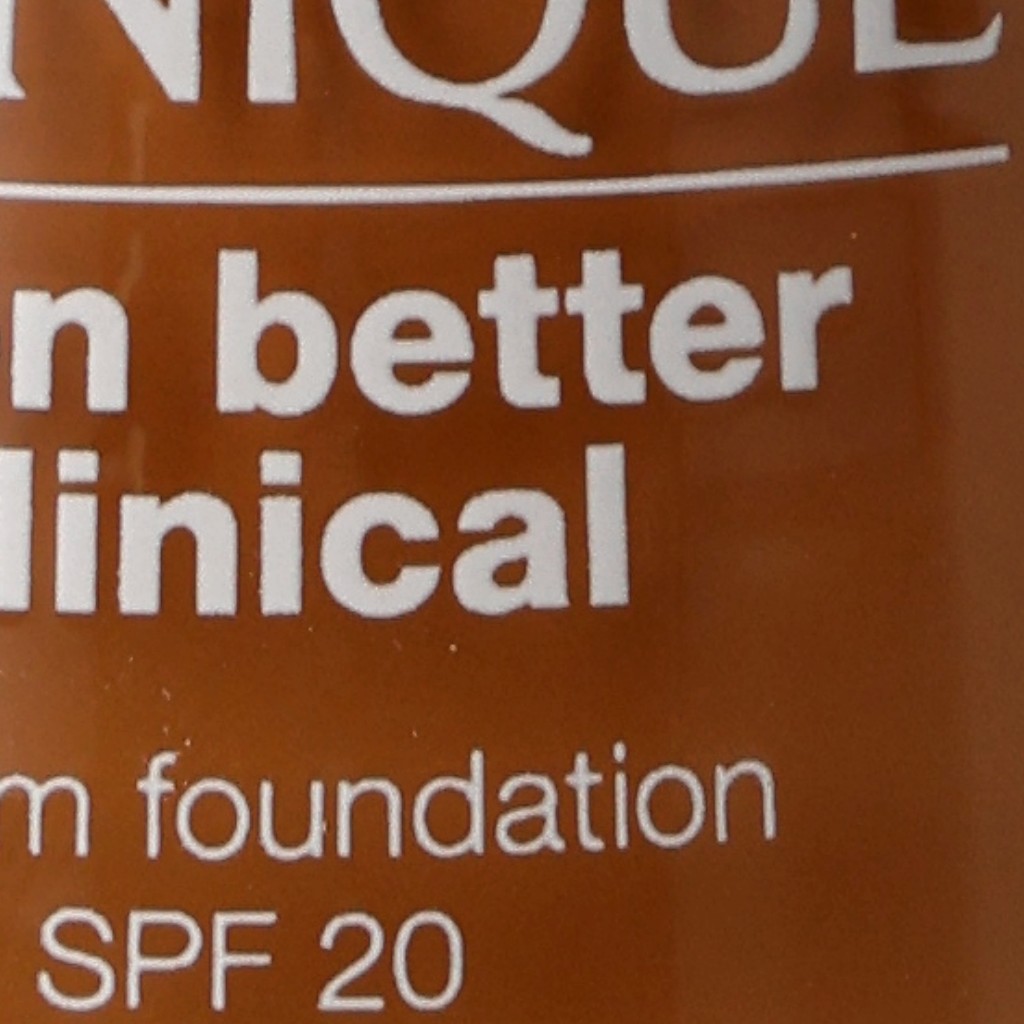 NIQUE
n better
linical
m foundation
SPF 20